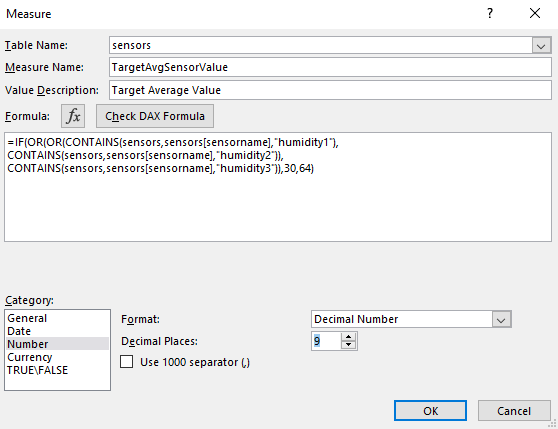 Measure ? ×
Table Name: sensors
Measure Name: TargetAvgSensorValue
Value Description: Target Average Value
Formula: fx Check DAX Formula
=IF(OR(OR(CONTAINS(sensors,sensors[sensorname],"humidity1"),
CONTAINS(sensors,sensors[sensorname],"humidity2")),
CONTAINS(sensors,sensors[sensorname],"humidity3")),30,64)
Category:
General
Date
Number
Currency
TRUE\FALSE
Format: Decimal Number
Decimal Places: 9
Use 1000 separator (,)
OK Cancel